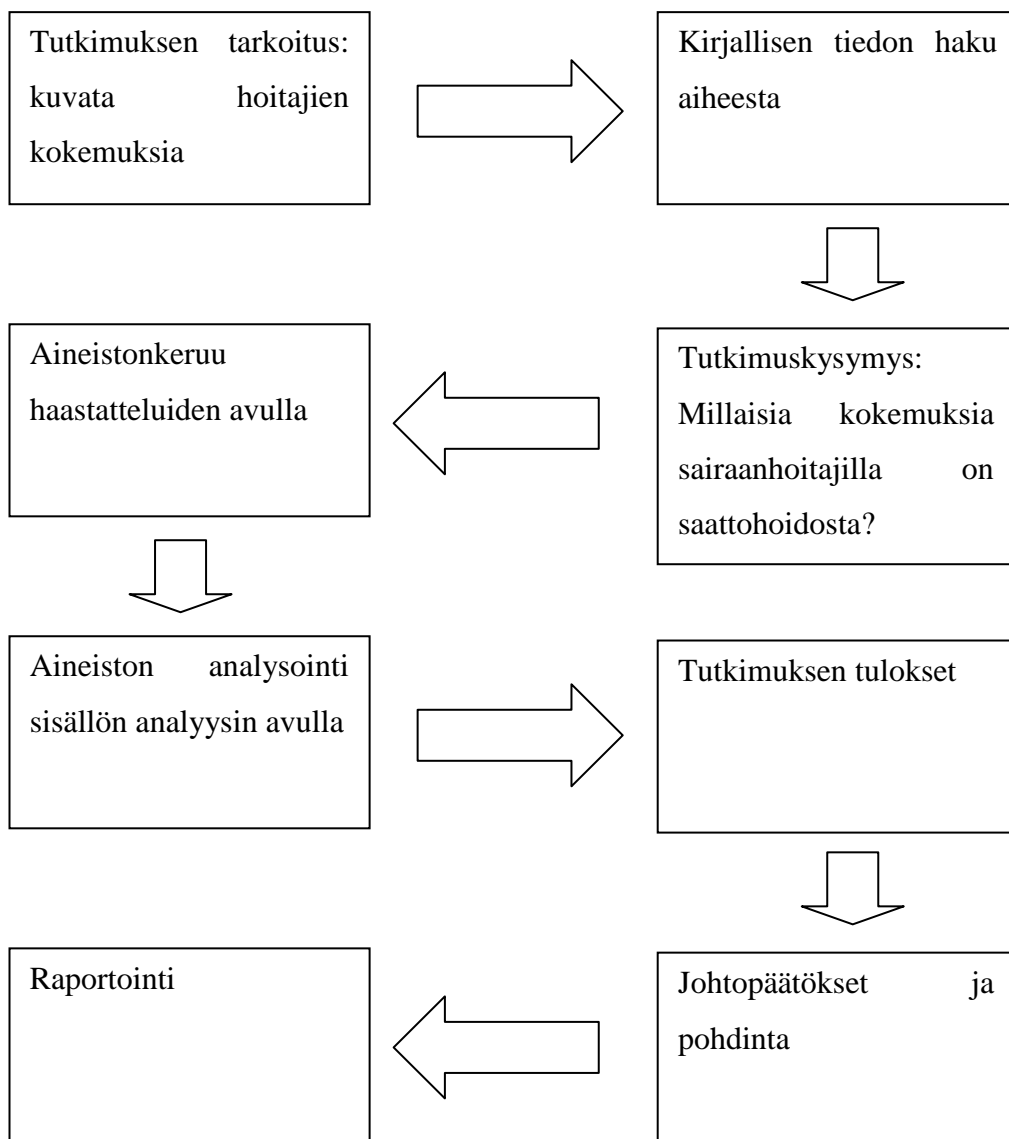 Tutkimuksen tarkoitus:
kuvata hoitajien
kokemuksia
Kirjallisen tiedon haku
aiheesta
Tutkimuskysymys:
Millaisia kokemuksia
sairaanhoitajilla on
saattohoidosta?
Aineistonkeruu
haastatteluiden avulla
Aineiston analysointi
sisällön analyysin avulla
Tutkimuksen tulokset
Johtopäätökset ja
pohdinta
Raportointi